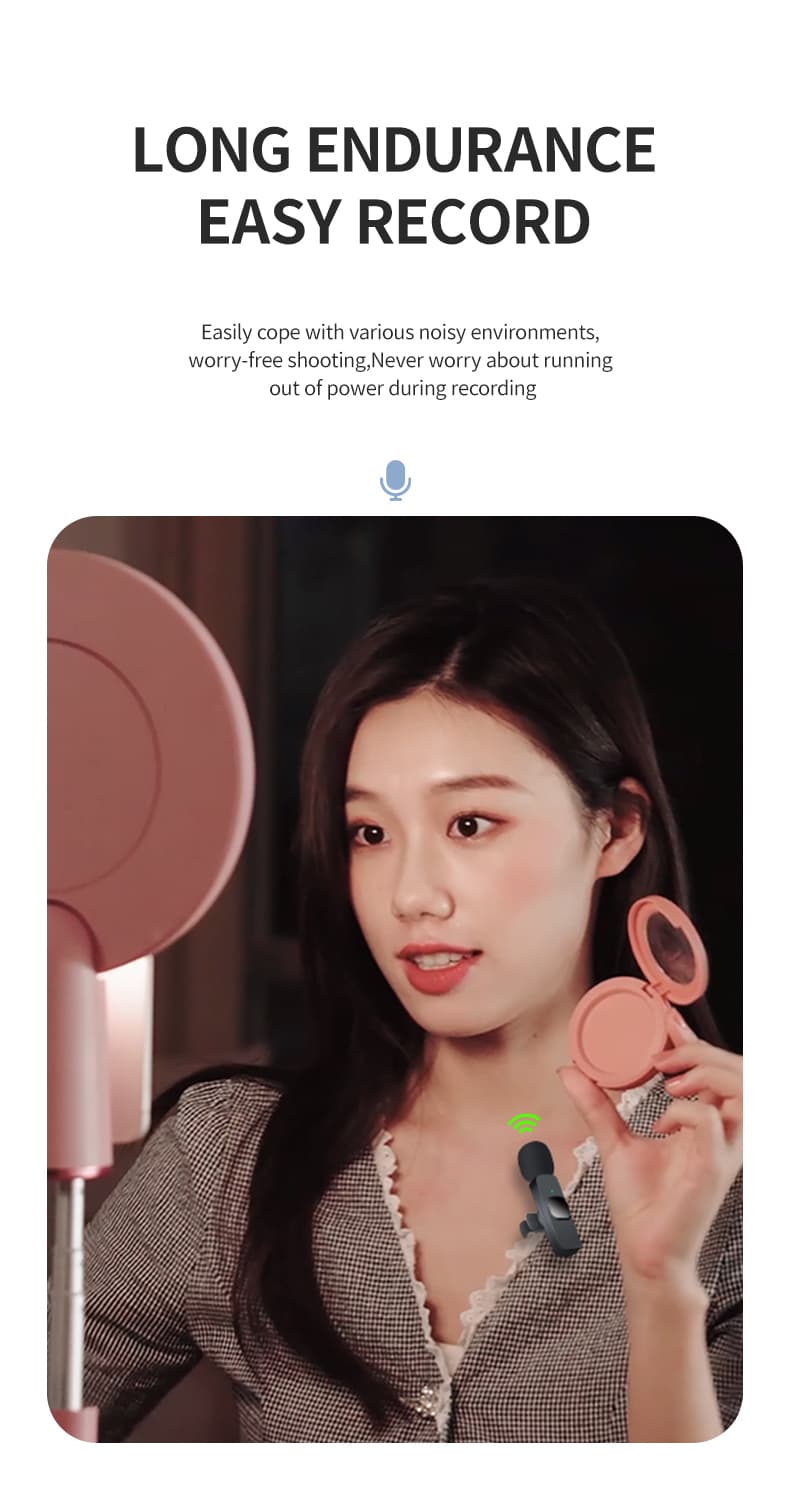 LONG ENDURANCE
EASY RECORD
Easily cope with various noisy environments,
worry-free shooting,Never worry about running
out of power during recording